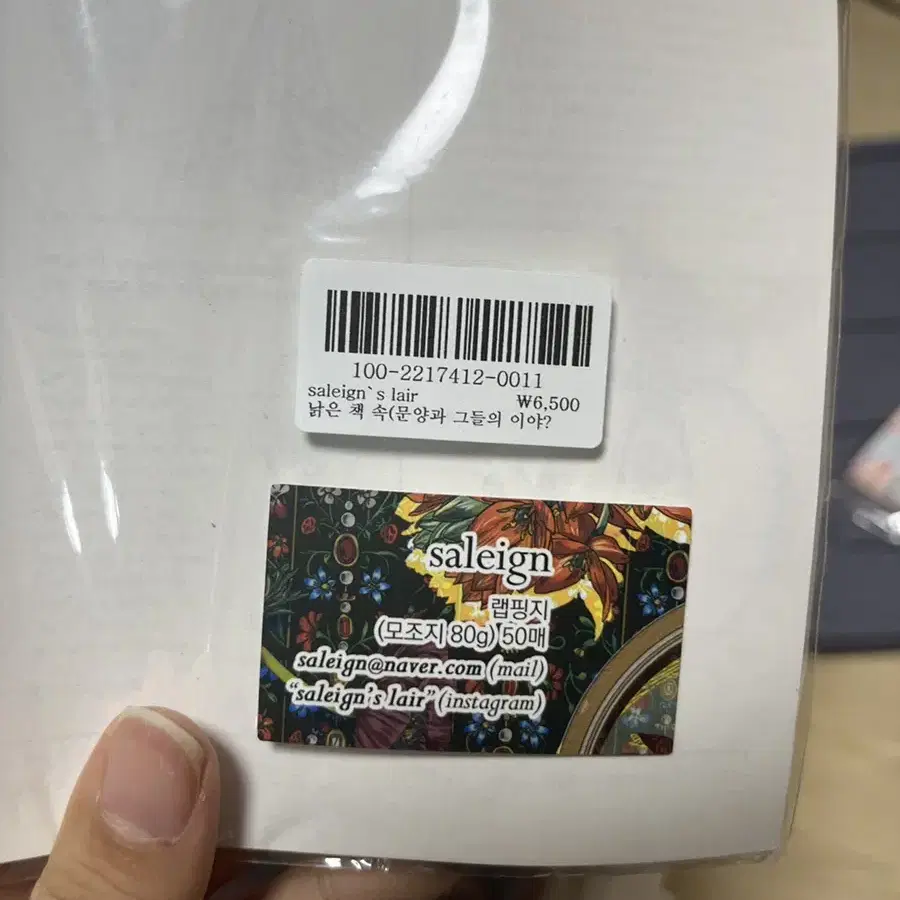 100-2217412-0011
saleign`s lair ₩6,500
낡은 책 속(문양과 그들의 이야?
saleign
랩핑지
(모조지 80g) 50매
saleign@naver.com (mail)
“saleign's lair” (instagram)